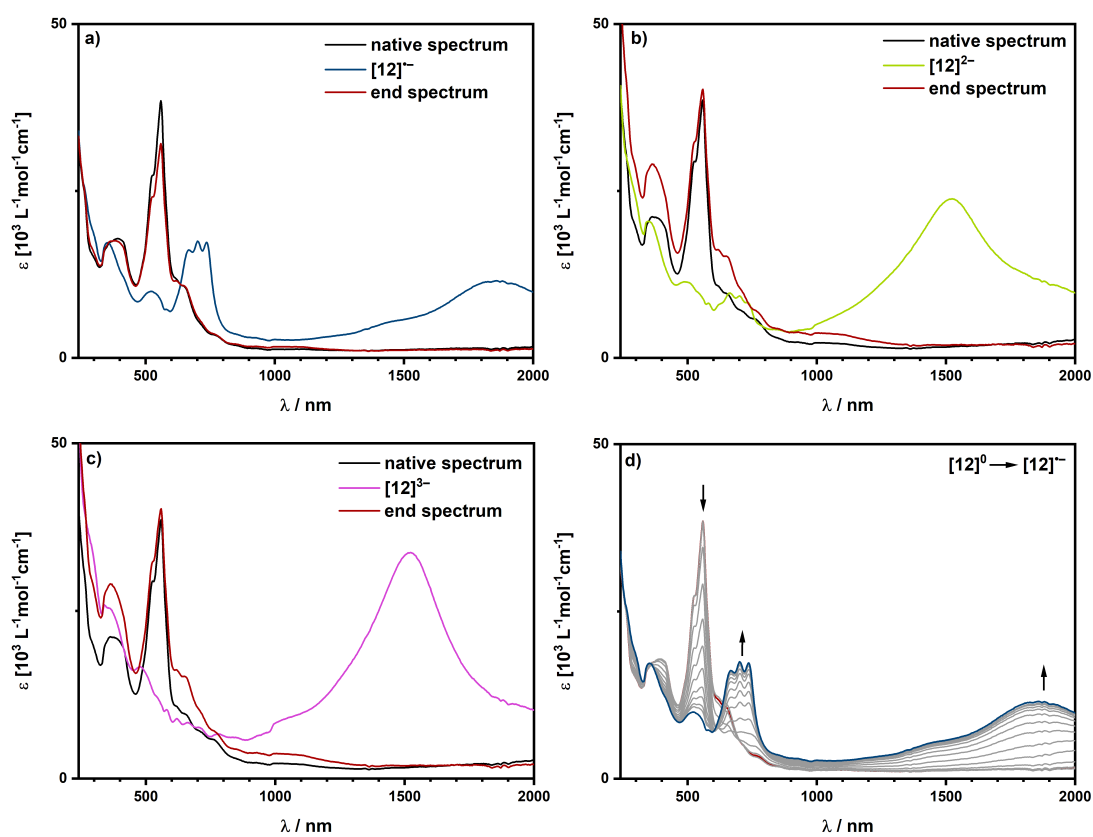 a)
native spectrum
[12]•–
end spectrum
50
0
ε [10³ L⁻¹mol⁻¹cm⁻¹]
500 1000 1500 2000
λ / nm
b)
native spectrum
[12]²⁻
end spectrum
50
0
ε [10³ L⁻¹mol⁻¹cm⁻¹]
500 1000 1500 2000
λ / nm
c)
native spectrum
[12]³⁻
end spectrum
50
0
ε [10³ L⁻¹mol⁻¹cm⁻¹]
500 1000 1500 2000
λ / nm
d)
[12]⁰ → [12]•–
50
0
ε [10³ L⁻¹mol⁻¹cm⁻¹]
500 1000 1500 2000
λ / nm